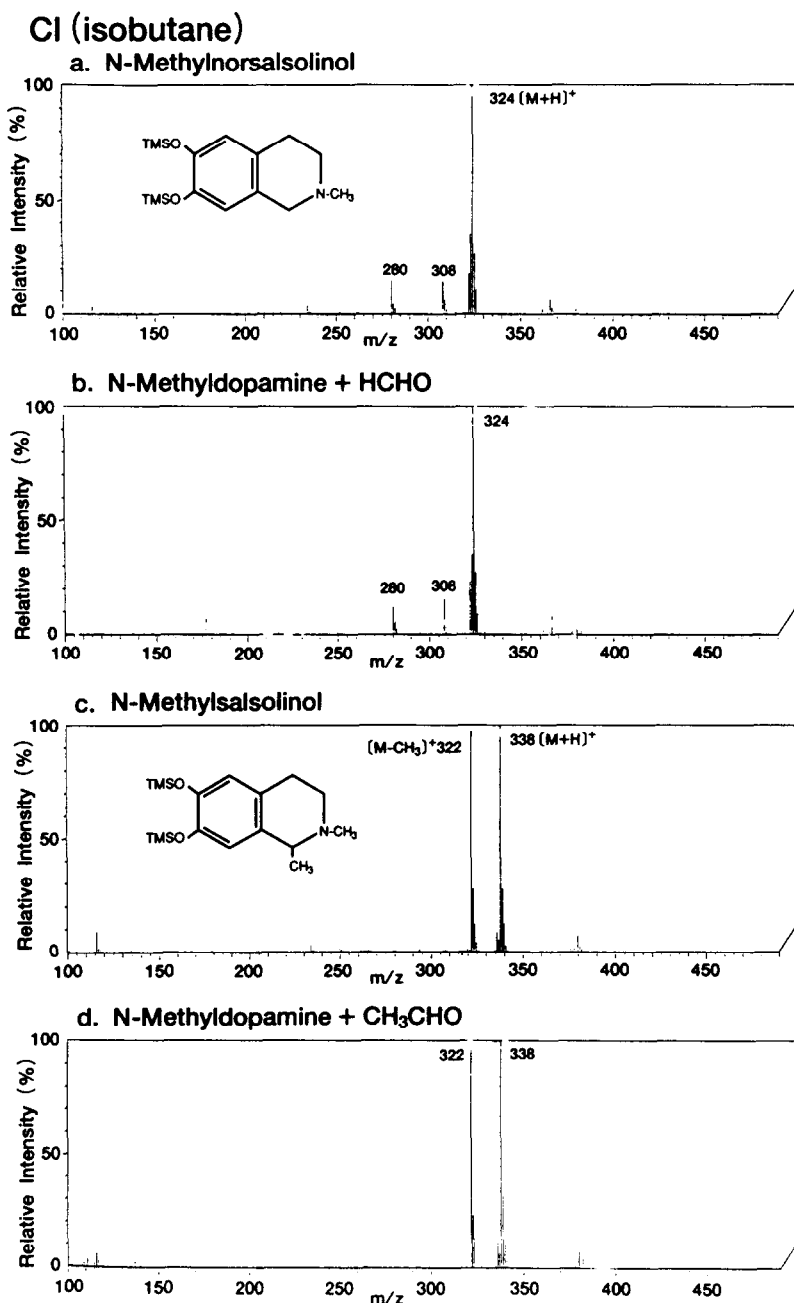 CI (isobutane)
a. N-Methylnorsalsolinol
Relative Intensity (%)
100
50
0
324 (M+H)+
TMSO
TMSO
N-CH3
280
308
100 150 200 250 300 350 400 450
m/z
b. N-Methyldopamine + HCHO
Relative Intensity (%)
100
50
0
324
280
308
100 150 200 250 300 350 400 450
m/z
c. N-Methylsalsolinol
Relative Intensity (%)
100
50
0
(M-CH3)+322
338 (M+H)+
TMSO
TMSO
N-CH3
CH3
100 150 200 250 300 350 400 450
m/z
d. N-Methyldopamine + CH3CHO
Relative Intensity (%)
100
50
0
322
338
100 150 200 250 300 350 400 450
m/z